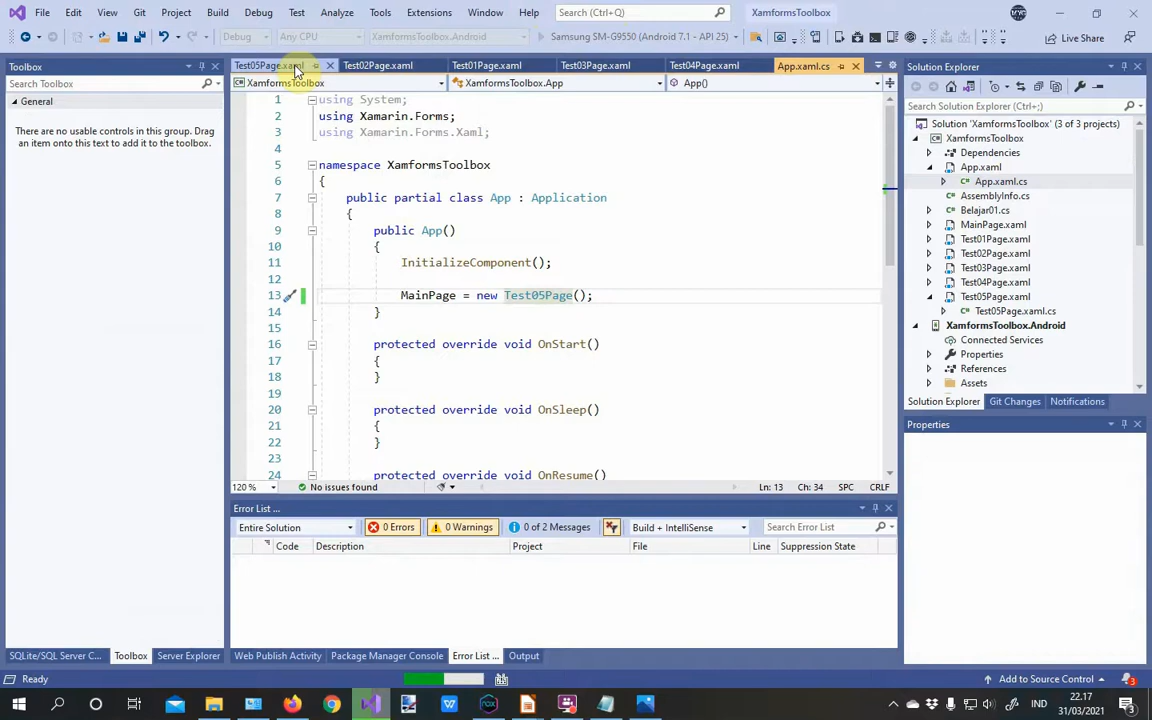 File Edit View Git Project Build Debug Test Analyze Tools Extensions Window Help Search (Ctrl+Q) XamformsToolbox
Debug Any CPU XamformsToolbox.Android Samsung SM-G9550 (Android 7.1 - API 25)
Toolbox
Search Toolbox
General
There are no usable controls in this group. Drag
an item onto this text to add it to the toolbox.
Test05Page.xaml Test02Page.xaml Test01Page.xaml Test03Page.xaml Test04Page.xaml App.xaml.cs
XamformsToolbox XamformsToolbox.App App()
1 using System;
2 using Xamarin.Forms;
3 using Xamarin.Forms.Xaml;
4
5 namespace XamformsToolbox
6 {
7 public partial class App : Application
8 {
9 public App()
10 {
11 InitializeComponent();
12
13 MainPage = new Test05Page();
14 }
15
16 protected override void OnStart()
17 {
18 }
19
20 protected override void OnSleep()
21 {
22 }
23
24 protected override void OnResume()
120 % No issues found Ln: 13 Ch: 34 SPC CRLF
Error List ...
Entire Solution 0 Errors 0 Warnings 0 of 2 Messages Build + IntelliSense Search Error List
Code Description Project File Line Suppression State
Solution Explorer
Search Solution Explorer (Ctrl+;)
Solution 'XamformsToolbox' (3 of 3 projects)
XamformsToolbox
Dependencies
App.xaml
App.xaml.cs
AssemblyInfo.cs
Belajar01.cs
MainPage.xaml
Test01Page.xaml
Test02Page.xaml
Test03Page.xaml
Test04Page.xaml
Test05Page.xaml
Test05Page.xaml.cs
XamformsToolbox.Android
Connected Services
Properties
References
Assets
Solution Explorer Git Changes Notifications
Properties
SQLite/SQL Server C... Toolbox Server Explorer
Web Publish Activity Package Manager Console Error List ... Output
Ready Add to Source Control 3
IND 22.17
31/03/2021 3